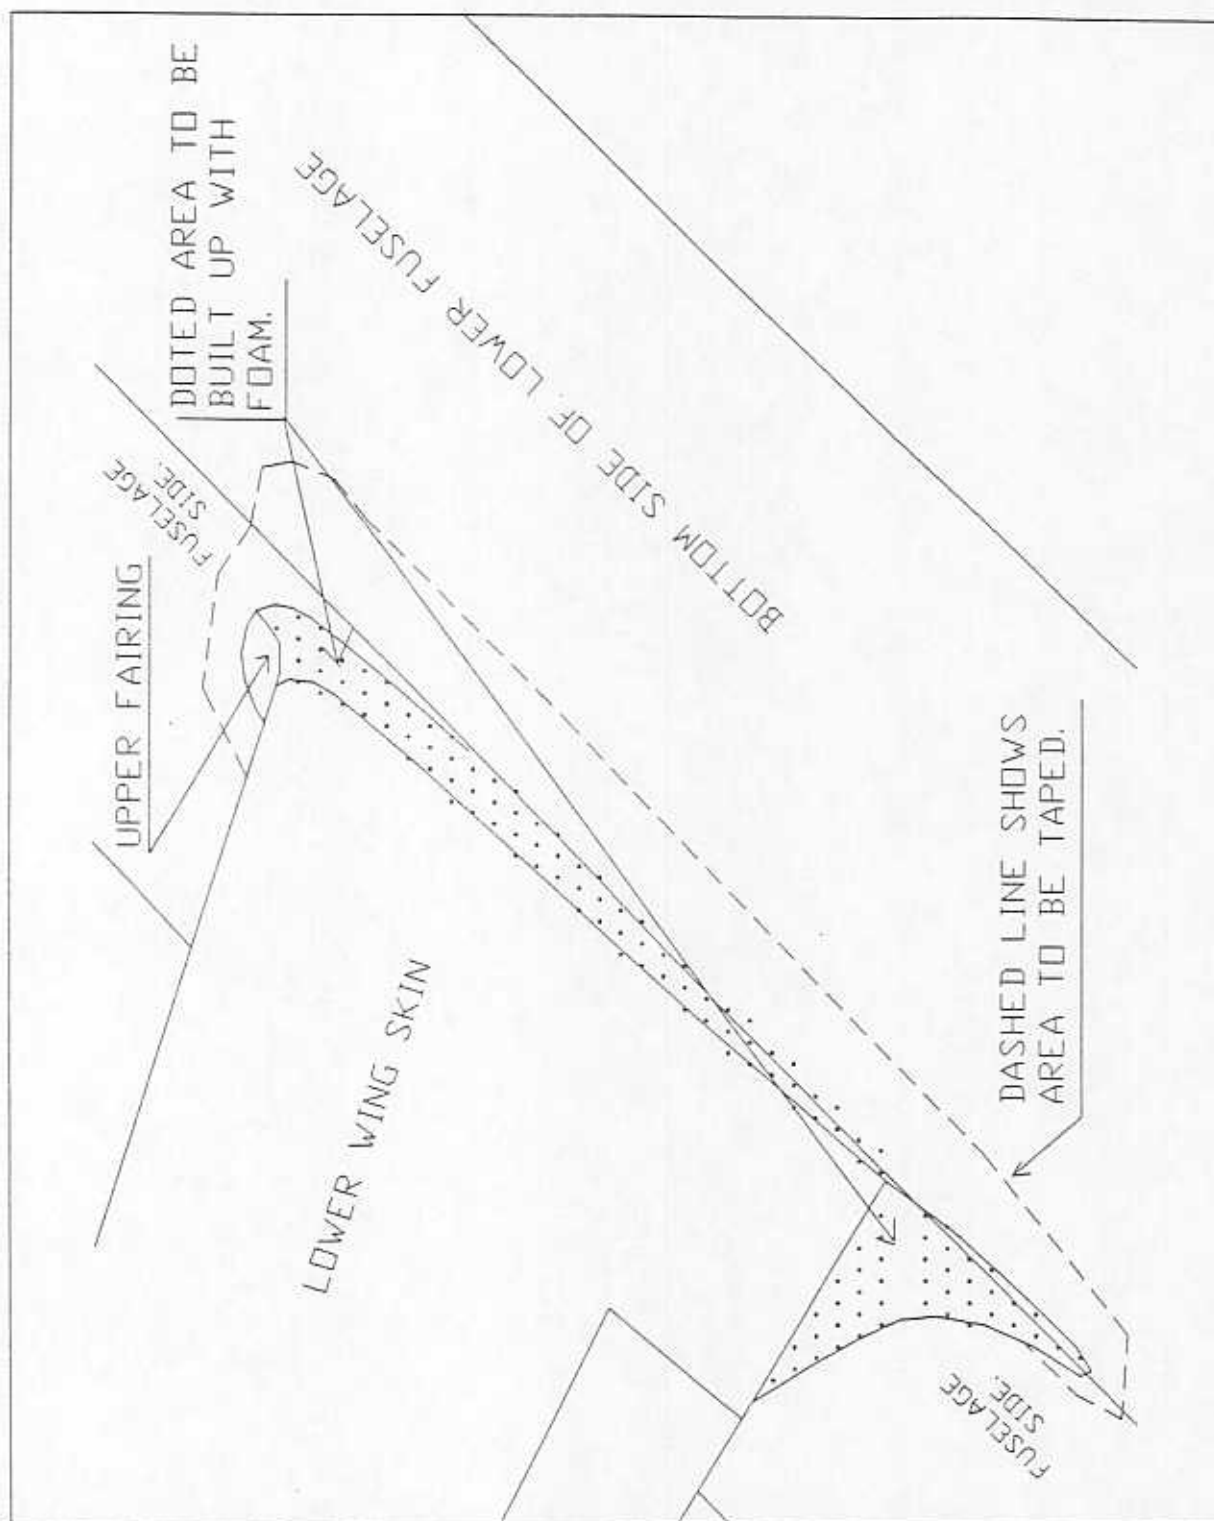 DOTED AREA TO BE
BUILT UP WITH
FOAM.
FUSELAGE
SIDE.
UPPER FAIRING
BOTTOM SIDE OF LOWER FUSELAGE
LOWER WING SKIN
DASHED LINE SHOWS
AREA TO BE TAPED.
FUSELAGE
SIDE.